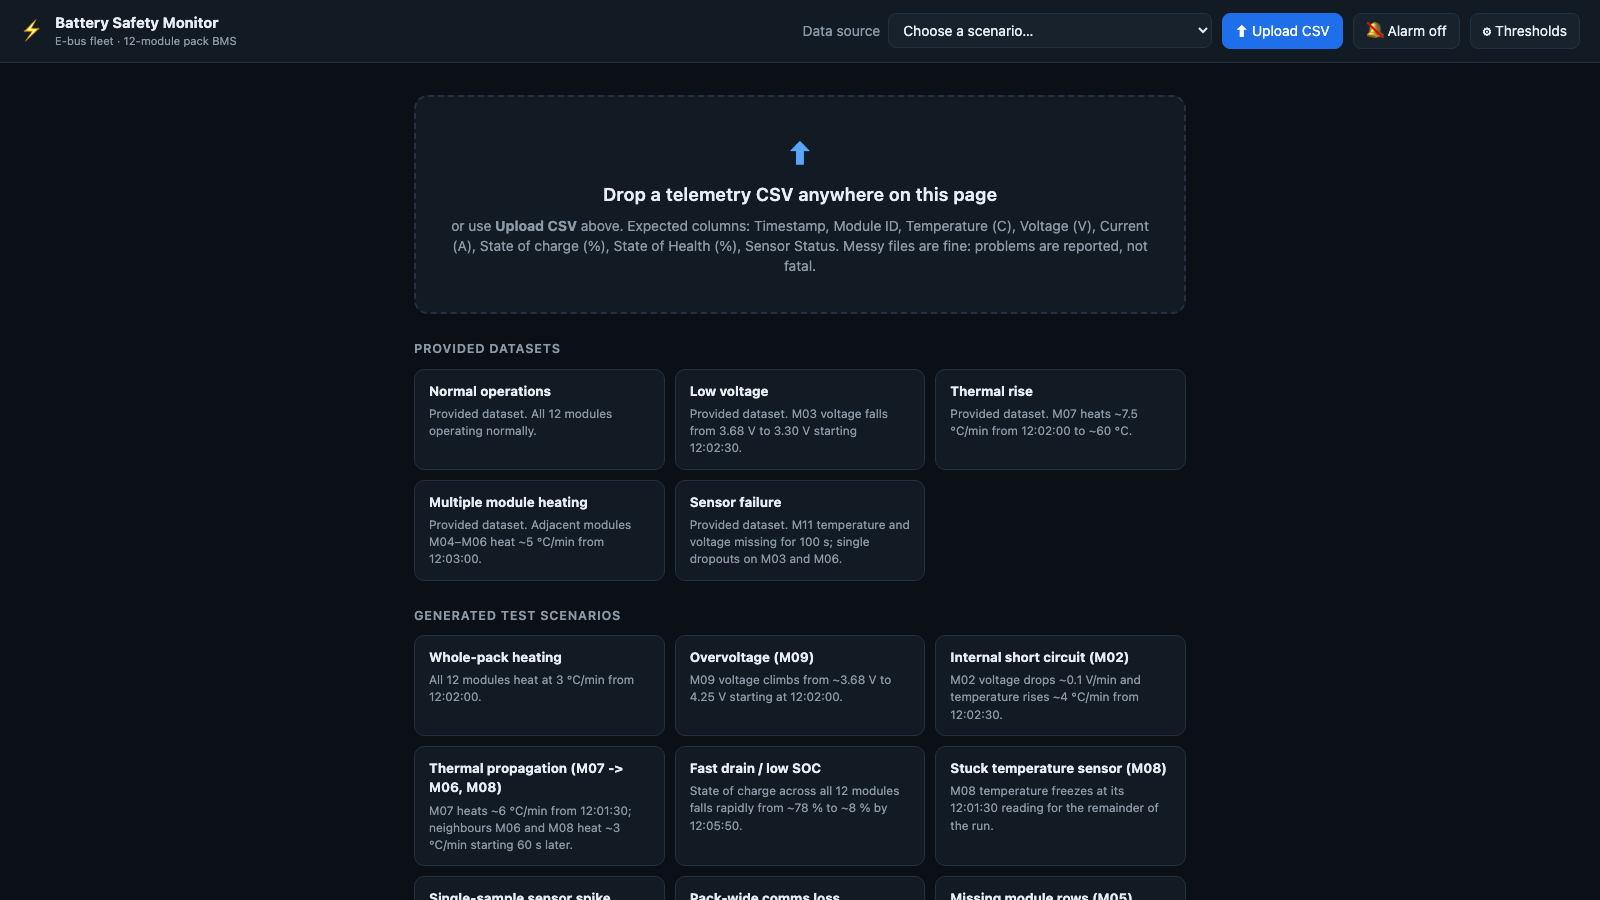 Battery Safety Monitor
E-bus fleet · 12-module pack BMS
Data source
Choose a scenario...
Upload CSV
Alarm off
Thresholds
Drop a telemetry CSV anywhere on this page
or use Upload CSV above. Expected columns: Timestamp, Module ID, Temperature (C), Voltage (V), Current
(A), State of charge (%), State of Health (%), Sensor Status. Messy files are fine: problems are reported, not
fatal.
PROVIDED DATASETS
Normal operations
Provided dataset. All 12 modules
operating normally.
Low voltage
Provided dataset. M03 voltage falls
from 3.68 V to 3.30 V starting
12:02:30.
Thermal rise
Provided dataset. M07 heats ~7.5
°C/min from 12:02:00 to ~60 °C.
Multiple module heating
Provided dataset. Adjacent modules
M04–M06 heat ~5 °C/min from
12:03:00.
Sensor failure
Provided dataset. M11 temperature and
voltage missing for 100 s; single
dropouts on M03 and M06.
GENERATED TEST SCENARIOS
Whole-pack heating
All 12 modules heat at 3 °C/min from
12:02:00.
Overvoltage (M09)
M09 voltage climbs from ~3.68 V to
4.25 V starting at 12:02:00.
Internal short circuit (M02)
M02 voltage drops ~0.1 V/min and
temperature rises ~4 °C/min from
12:02:30.
Thermal propagation (M07 ->
M06, M08)
M07 heats ~6 °C/min from 12:01:30;
neighbours M06 and M08 heat ~3
°C/min starting 60 s later.
Fast drain / low SOC
State of charge across all 12 modules
falls rapidly from ~78 % to ~8 % by
12:05:50.
Stuck temperature sensor (M08)
M08 temperature freezes at its
12:01:30 reading for the remainder of
the run.
Single-sample sensor spike
Pack-wide comms loss
Missing module rows (M05)